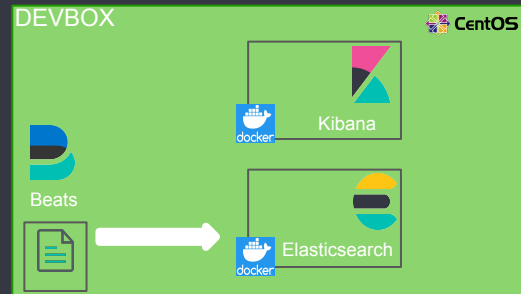 DEVBOX
CentOS
Kibana
docker
Beats
Elasticsearch
docker